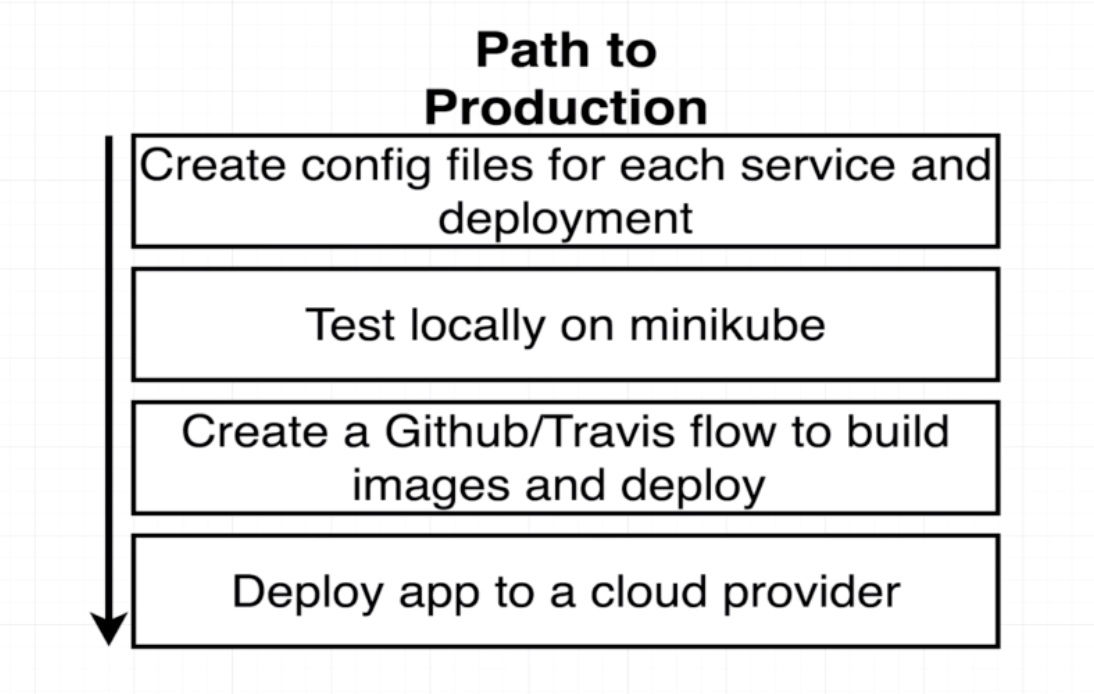 Path to
Production
Create config files for each service and
deployment
Test locally on minikube
Create a Github/Travis flow to build
images and deploy
Deploy app to a cloud provider